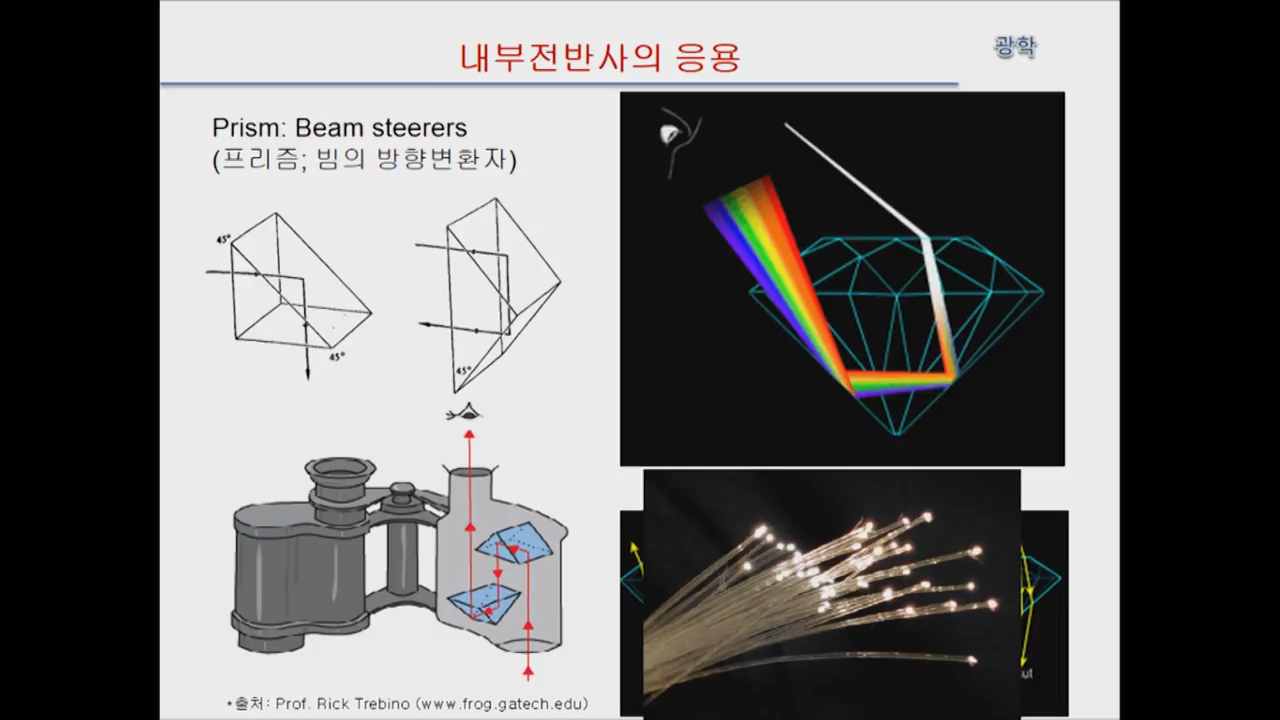 내부전반사의 응용
광학
Prism: Beam steerers
(프리즘; 빔의 방향변환자)
45°
45°
45°
*출처: Prof. Rick Trebino (www.frog.gatech.edu)